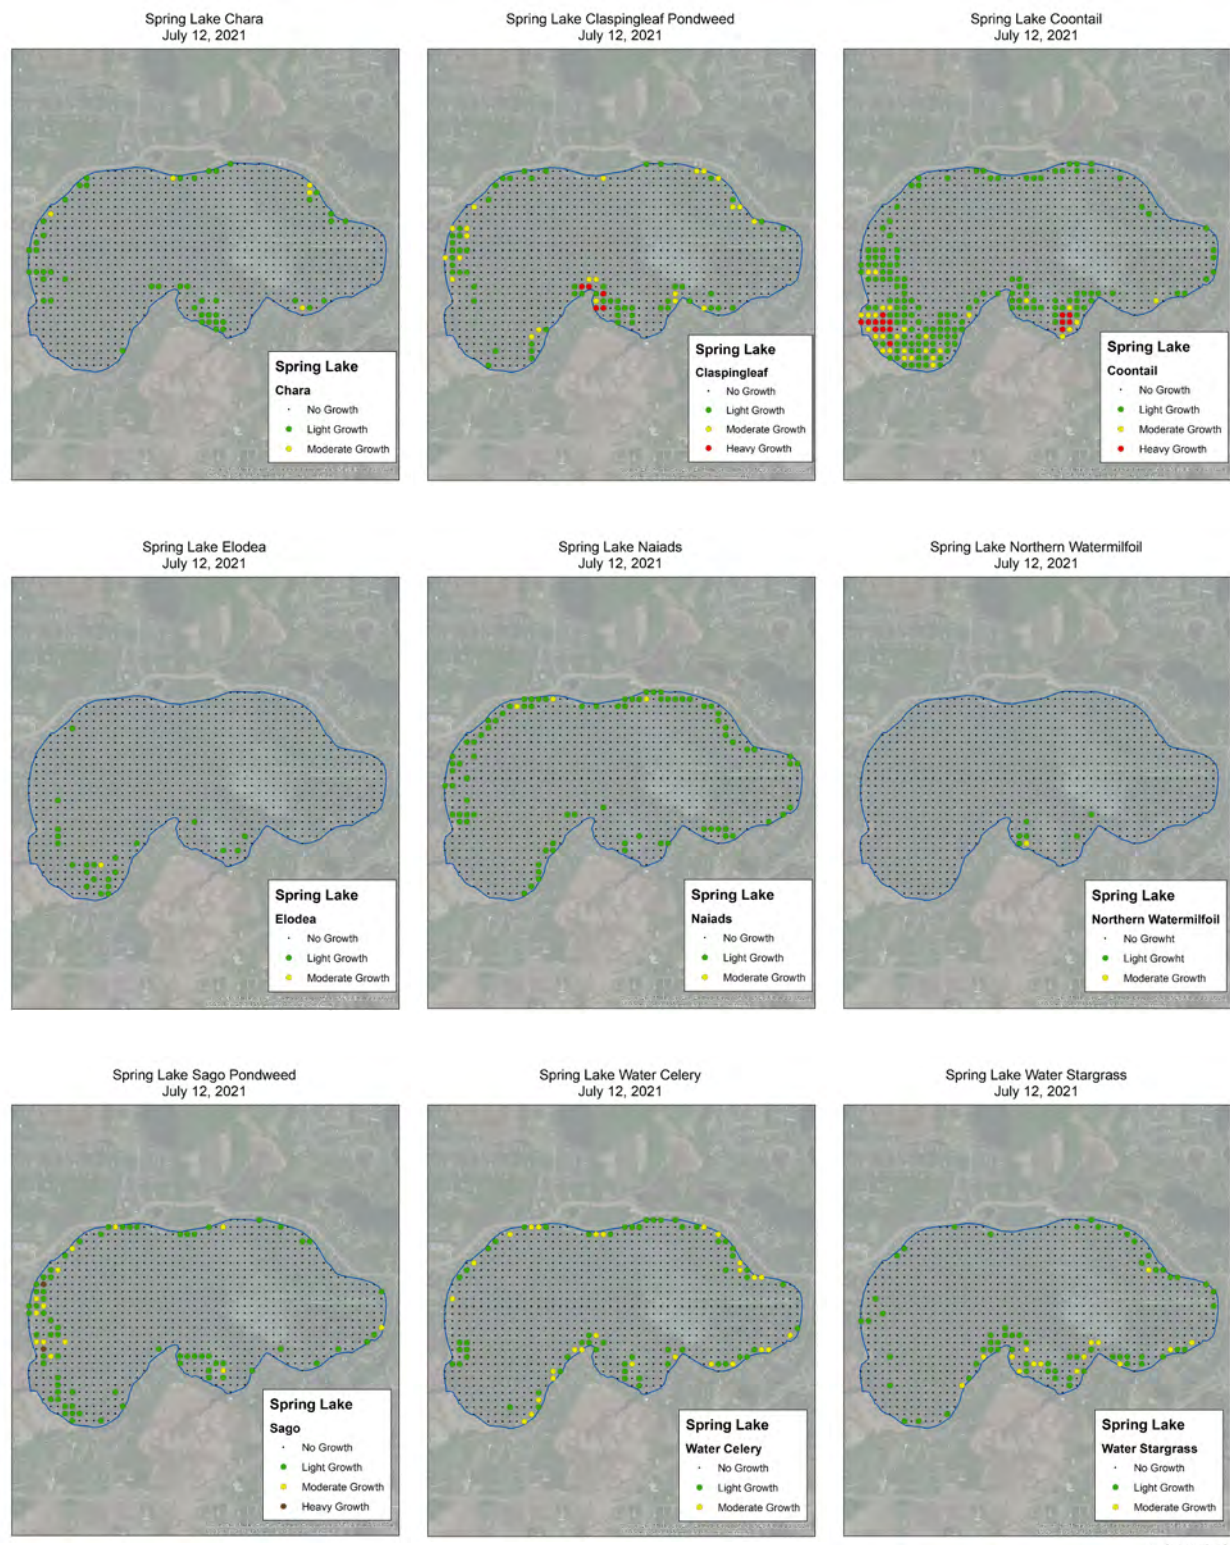 Spring Lake Chara
July 12, 2021
Spring Lake Claspingleaf Pondweed
July 12, 2021
Spring Lake Coontail
July 12, 2021
Spring Lake
Chara
No Growth
Light Growth
Moderate Growth
Spring Lake
Claspingleaf
No Growth
Light Growth
Moderate Growth
Heavy Growth
Spring Lake
Coontail
No Growth
Light Growth
Moderate Growth
Heavy Growth
Spring Lake Elodea
July 12, 2021
Spring Lake Naiads
July 12, 2021
Spring Lake Northern Watermilfoil
July 12, 2021
Spring Lake
Elodea
No Growth
Light Growth
Moderate Growth
Spring Lake
Naiads
No Growth
Light Growth
Moderate Growth
Spring Lake
Northern Watermilfoil
No Growht
Light Growht
Moderate Growth
Spring Lake Sago Pondweed
July 12, 2021
Spring Lake Water Celery
July 12, 2021
Spring Lake Water Stargrass
July 12, 2021
Spring Lake
Sago
No Growth
Light Growth
Moderate Growth
Heavy Growth
Spring Lake
Water Celery
No Growth
Light Growth
Moderate Growth
Spring Lake
Water Stargrass
No Growth
Light Growth
Moderate Growth